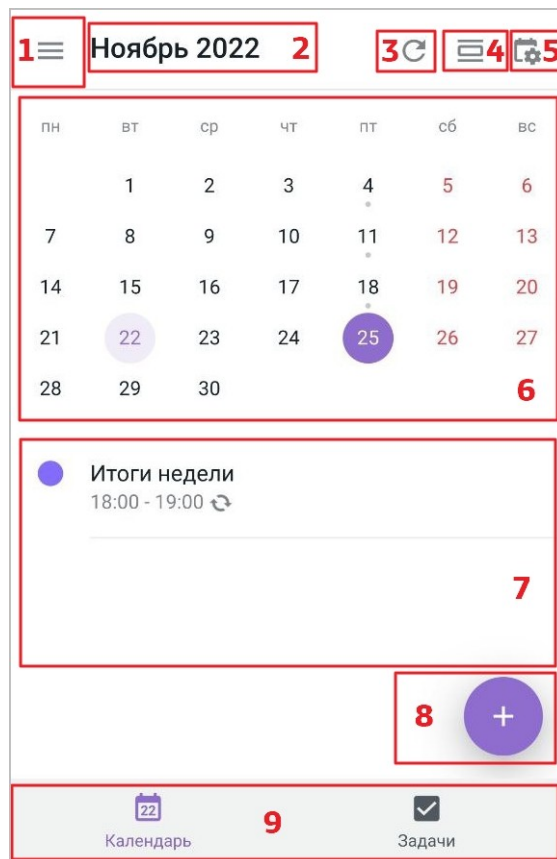 1 Ноябрь 2022 2 3 4 5
пн вт ср чт пт сб вс
1 2 3 4 5 6
7 8 9 10 11 12 13
14 15 16 17 18 19 20
21 22 23 24 25 26 27
28 29 30 6
Итоги недели
18:00 - 19:00
7
8 +
22
9
Календарь Задачи